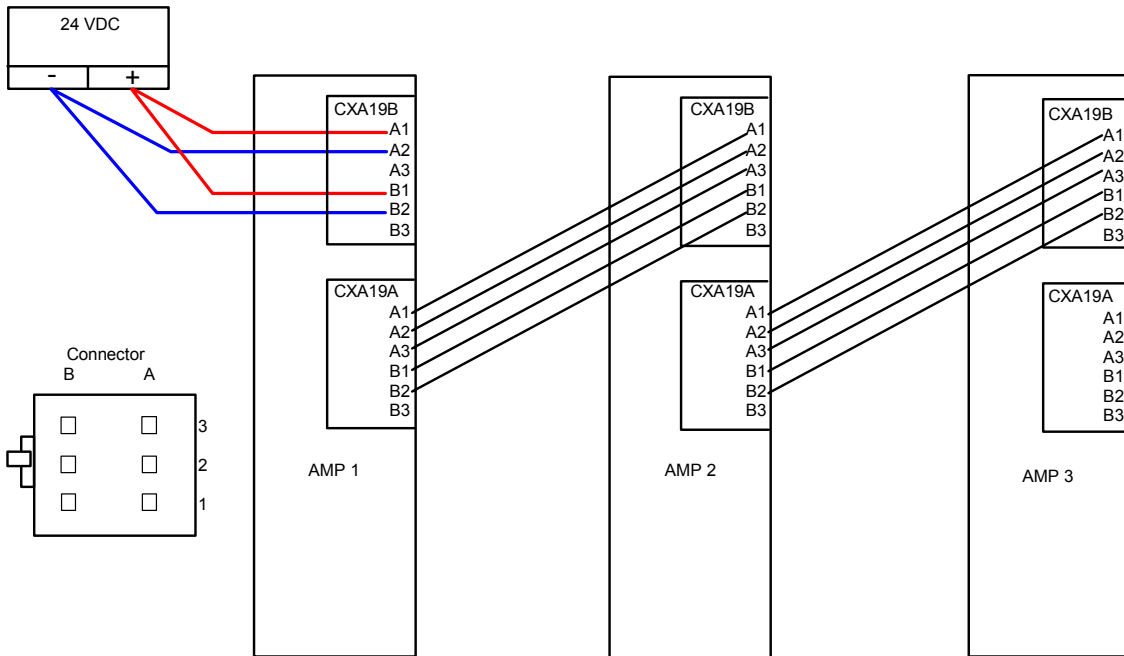 24 VDC
-
+
CXA19B
A1
A2
A3
B1
B2
B3
CXA19A
A1
A2
A3
B1
B2
B3
AMP 1
CXA19B
A1
A2
A3
B1
B2
B3
CXA19A
A1
A2
A3
B1
B2
B3
AMP 2
CXA19B
A1
A2
A3
B1
B2
B3
CXA19A
A1
A2
A3
B1
B2
B3
AMP 3
Connector
B A
3
2
1